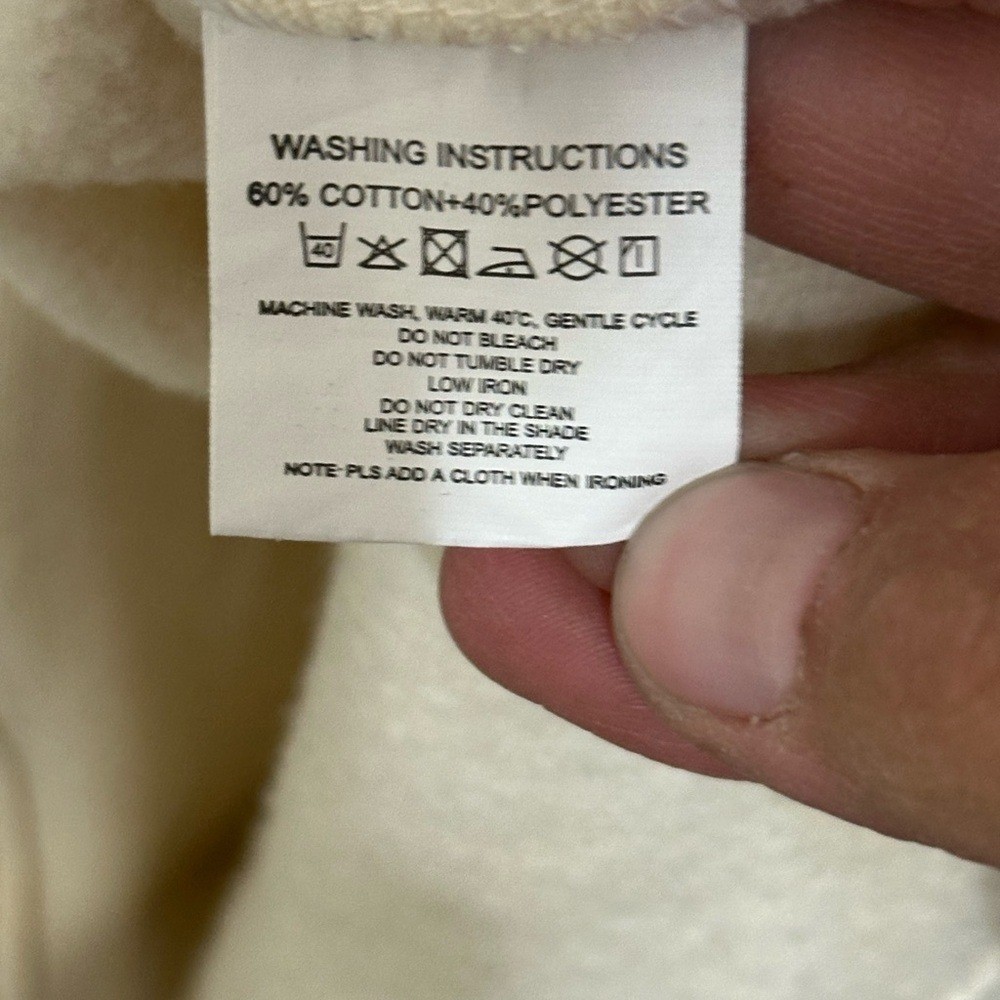 WASHING INSTRUCTIONS
60% COTTON+40%POLYESTER
40
MACHINE WASH, WARM 40°C, GENTLE CYCLE
DO NOT BLEACH
DO NOT TUMBLE DRY
LOW IRON
DO NOT DRY CLEAN
LINE DRY IN THE SHADE
WASH SEPARATELY
NOTE: PLS ADD A CLOTH WHEN IRONING